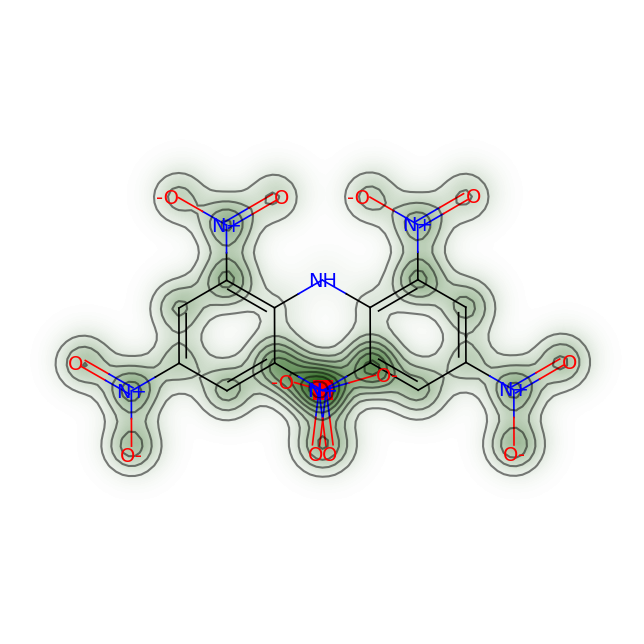 -O O -O O
N+ N+
NH
O -O O- O
N+ N+
O- O O O-